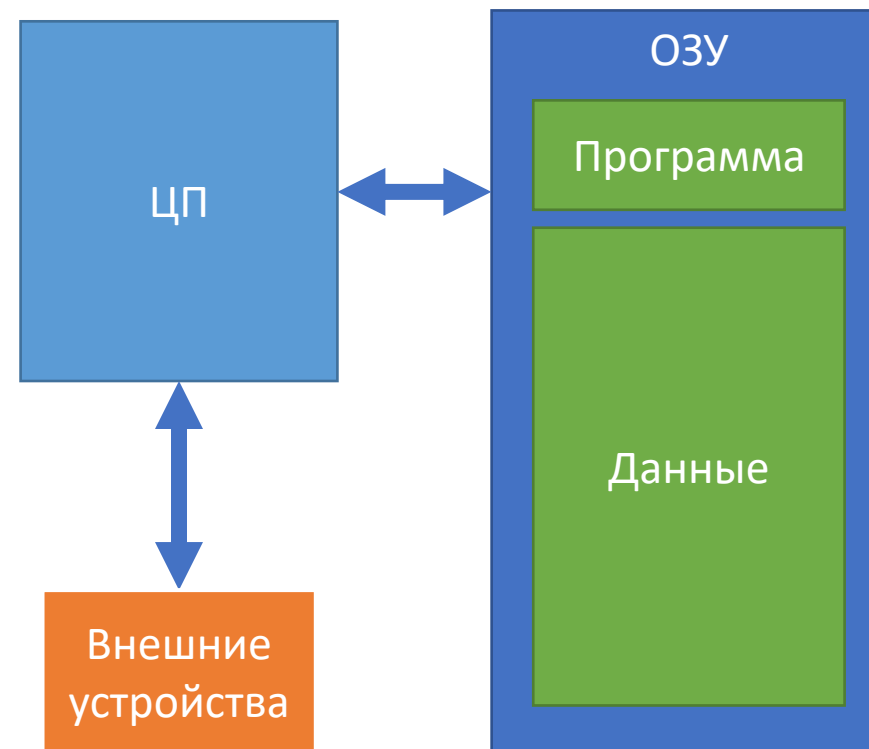 ОЗУ
Программа
ЦП
Данные
Внешние
устройства